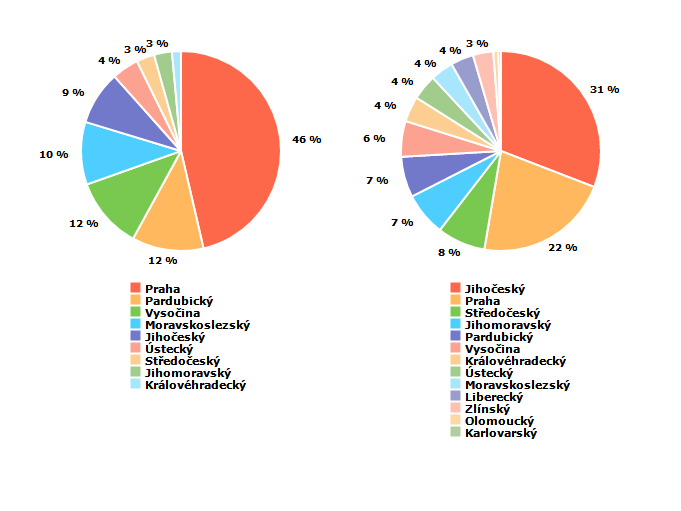 46 %
12 %
12 %
10 %
9 %
4 %
3 %
3 %
Praha
Pardubický
Vysočina
Moravskoslezský
Jihočeský
Ústecký
Středočeský
Jihomoravský
Královéhradecký
31 %
22 %
8 %
7 %
7 %
6 %
4 %
4 %
4 %
4 %
3 %
Jihočeský
Praha
Středočeský
Jihomoravský
Pardubický
Vysočina
Královéhradecký
Ústecký
Moravskoslezský
Liberecký
Zlínský
Olomoucký
Karlovarský